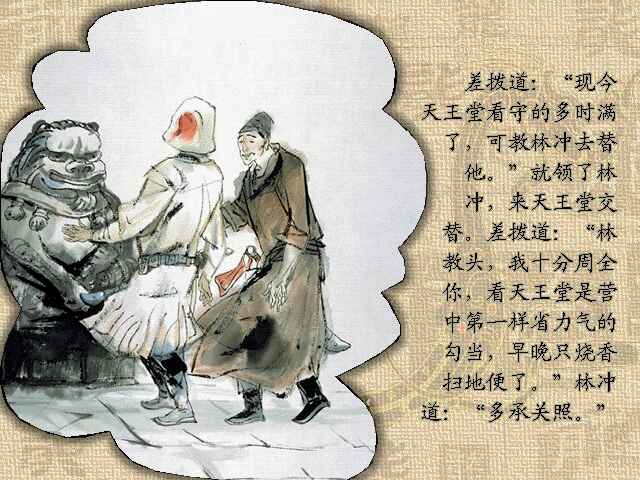 差拨道：“现今
天王堂看守的多时满
了，可教林冲去替
他。”就领了林
冲，来天王堂交
替。差拨道：“林
教头，我十分周全
你，看天王堂是营
中第一样省力气的
勾当，早晚只烧香
扫地便了。”林冲
道：“多承关照。”